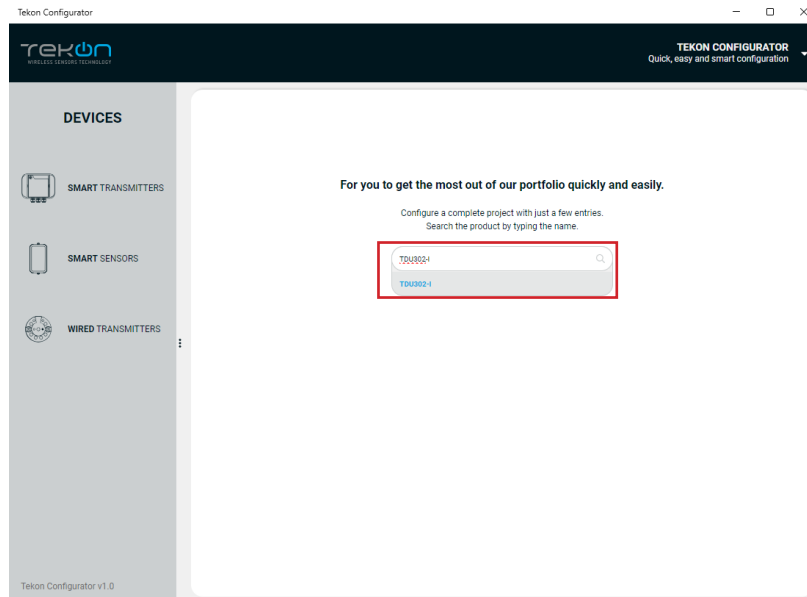 Tekon Configurator
TEKON
WIRELESS SENSORS TECHNOLOGY
TEKON CONFIGURATOR
Quick, easy and smart configuration
DEVICES
SMART TRANSMITTERS
SMART SENSORS
WIRED TRANSMITTERS
For you to get the most out of our portfolio quickly and easily.
Configure a complete project with just a few entries.
Search the product by typing the name.
TDU302-I
TDU302-I
Tekon Configurator v1.0